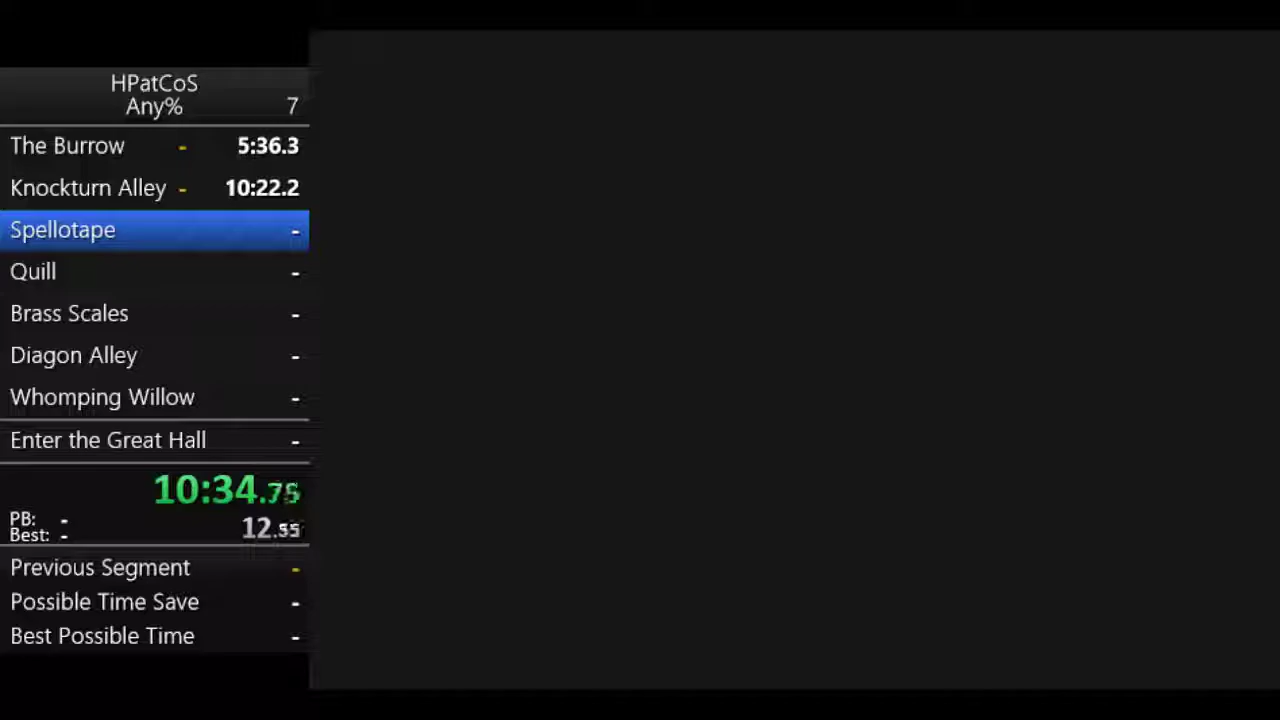 HPatCoS
Any% 7
The Burrow - 5:36.3
Knockturn Alley - 10:22.2
Spellotape -
Quill -
Brass Scales -
Diagon Alley -
Whomping Willow -
Enter the Great Hall -
10:34.75
PB: -
Best: - 12.55
Previous Segment -
Possible Time Save -
Best Possible Time -